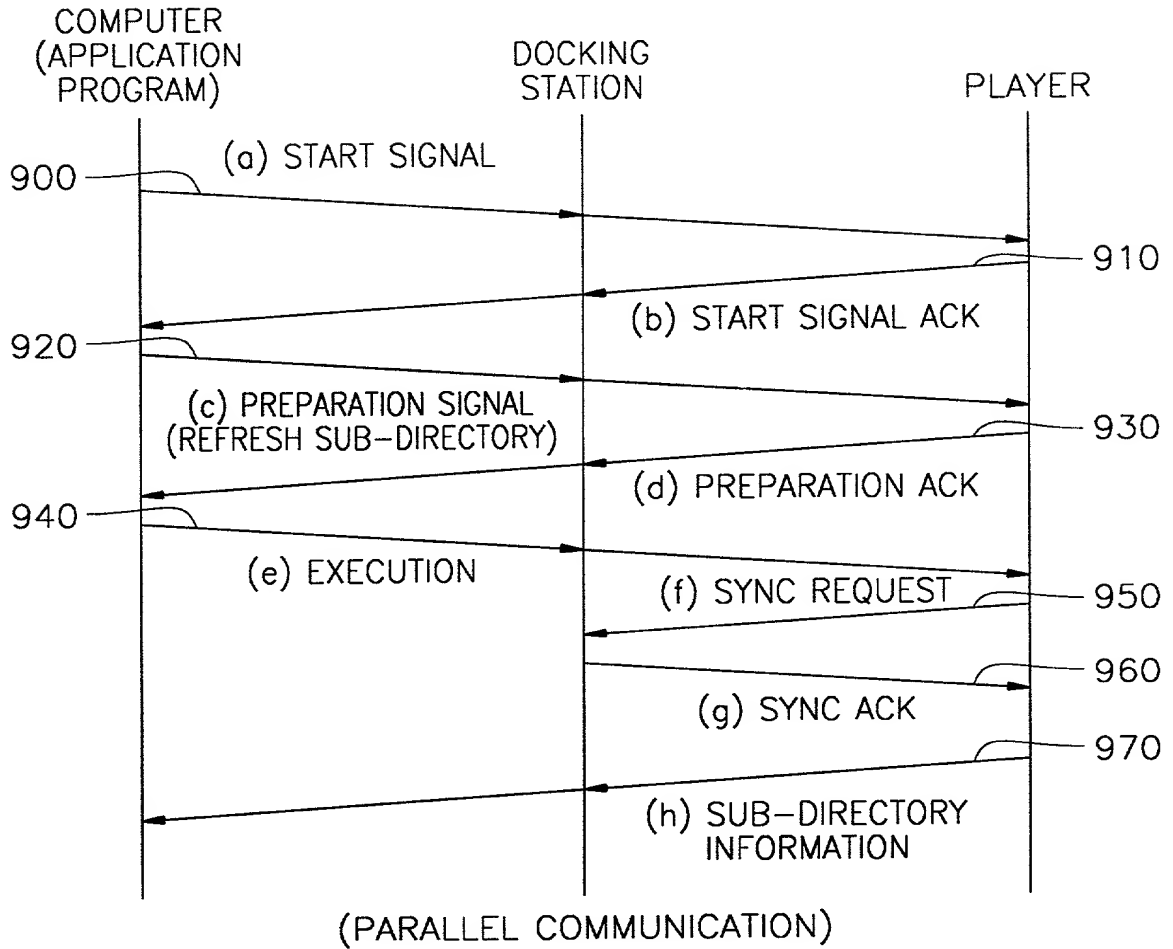 COMPUTER
(APPLICATION
PROGRAM)
DOCKING
STATION
PLAYER
(a) START SIGNAL
900
910
(b) START SIGNAL ACK
920
(c) PREPARATION SIGNAL
(REFRESH SUB-DIRECTORY)
930
(d) PREPARATION ACK
940
(e) EXECUTION
(f) SYNC REQUEST
950
960
(g) SYNC ACK
970
(h) SUB-DIRECTORY
INFORMATION
(PARALLEL COMMUNICATION)